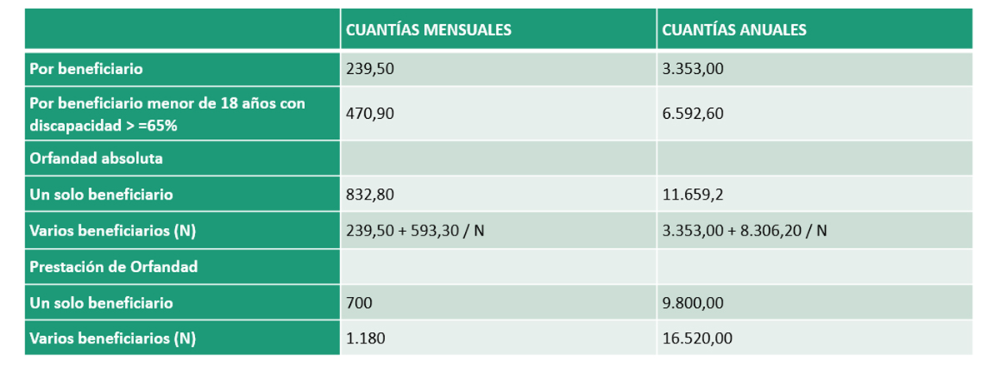 CUANTÍAS MENSUALES CUANTÍAS ANUALES
Por beneficiario 239,50 3.353,00
Por beneficiario menor de 18 años con
discapacidad > =65% 470,90 6.592,60
Orfandad absoluta
Un solo beneficiario 832,80 11.659,2
Varios beneficiarios (N) 239,50 + 593,30 / N 3.353,00 + 8.306,20 / N
Prestación de Orfandad
Un solo beneficiario 700 9.800,00
Varios beneficiarios (N) 1.180 16.520,00